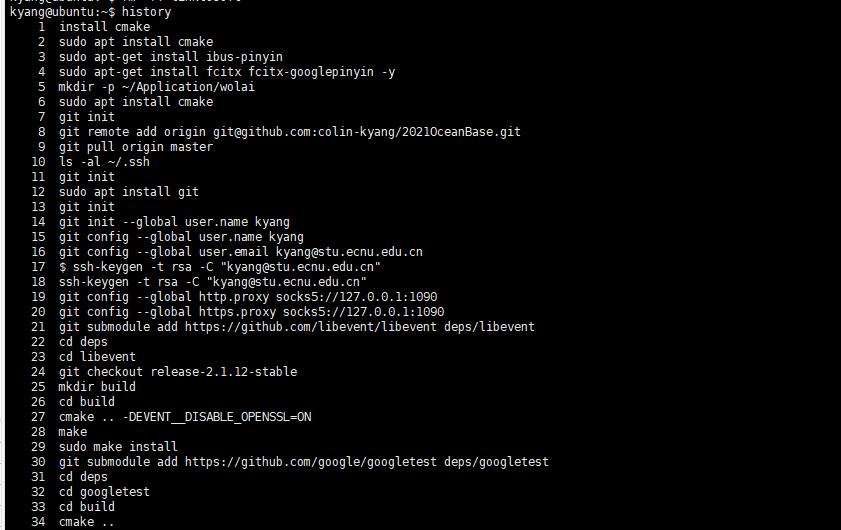 kyang@ubuntu:~$ history
1 install cmake
2 sudo apt install cmake
3 sudo apt-get install ibus-pinyin
4 sudo apt-get install fcitx fcitx-googlepinyin -y
5 mkdir -p ~/Application/wolai
6 sudo apt install cmake
7 git init
8 git remote add origin git@github.com:colin-kyang/2021OceanBase.git
9 git pull origin master
10 ls -al ~/.ssh
11 git init
12 sudo apt install git
13 git init
14 git init --global user.name kyang
15 git config --global user.name kyang
16 git config --global user.email kyang@stu.ecnu.edu.cn
17 $ ssh-keygen -t rsa -C "kyang@stu.ecnu.edu.cn"
18 ssh-keygen -t rsa -C "kyang@stu.ecnu.edu.cn"
19 git config --global http.proxy socks5://127.0.0.1:1090
20 git config --global https.proxy socks5://127.0.0.1:1090
21 git submodule add https://github.com/libevent/libevent deps/libevent
22 cd deps
23 cd libevent
24 git checkout release-2.1.12-stable
25 mkdir build
26 cd build
27 cmake .. -DEVENT__DISABLE_OPENSSL=ON
28 make
29 sudo make install
30 git submodule add https://github.com/google/googletest deps/googletest
31 cd deps
32 cd googletest
33 cd build
34 cmake ..